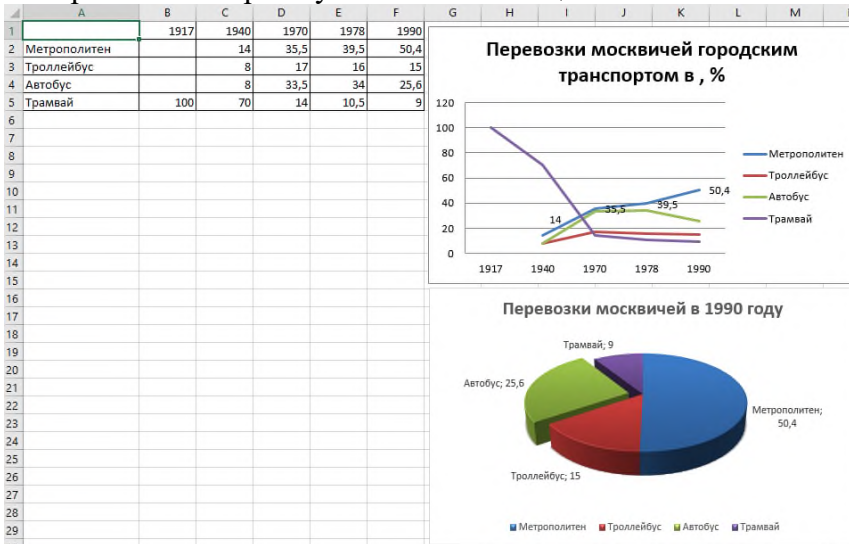 A B C D E F G H I J K L M
1 1917 1940 1970 1978 1990
2 Метрополитен 14 35,5 39,5 50,4
3 Троллейбус 8 17 16 15
4 Автобус 8 33,5 34 25,6
5 Трамвай 100 70 14 10,5 9
6
7
8
9
10
11
12
13
14
15
16
17
18
19
20
21
22
23
24
25
26
27
28
29
Перевозки москвичей городским
транспортом в , %
120
100
80
60
40
20
0
14
35,5
39,5
50,4
1917 1940 1970 1978 1990
Метрополитен
Троллейбус
Автобус
Трамвай
Перевозки москвичей в 1990 году
Трамвай; 9
Автобус; 25,6
Метрополитен;
50,4
Троллейбус; 15
Метрополитен Троллейбус Автобус Трамвай